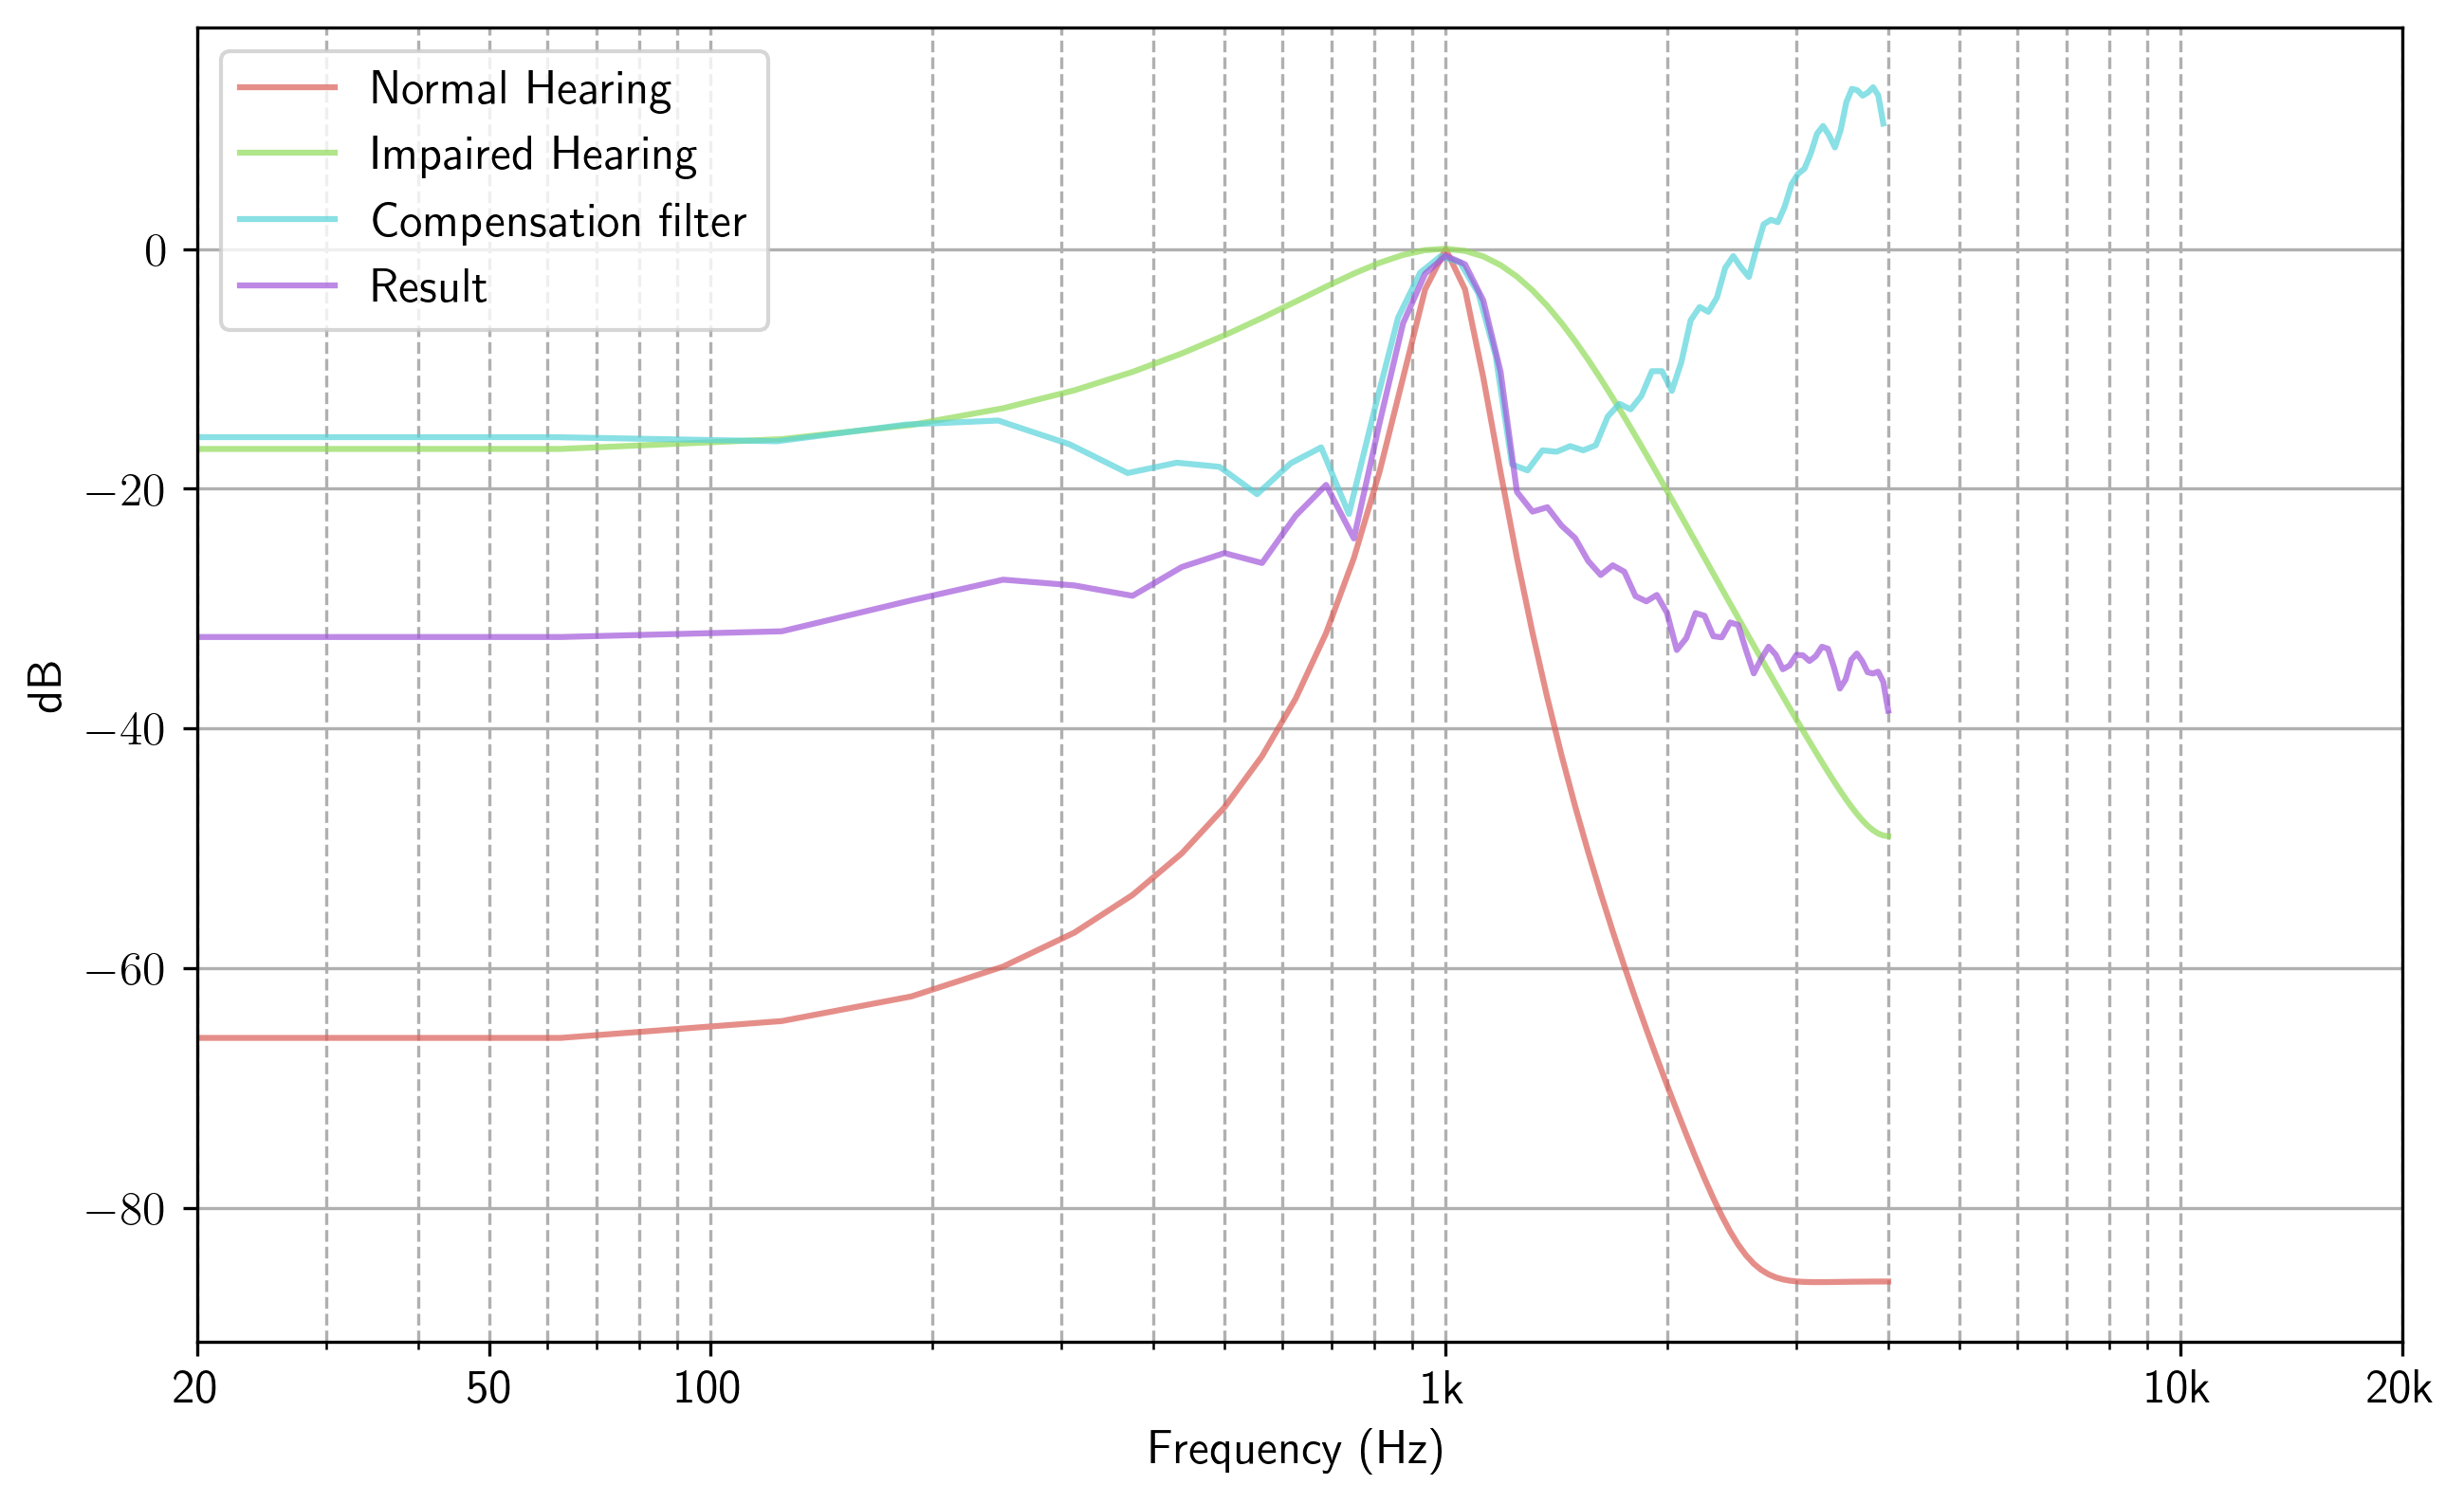 Normal Hearing
Impaired Hearing
Compensation filter
Result
0
−20
−40
−60
−80
dB
20 50 100 1k 10k 20k
Frequency (Hz)